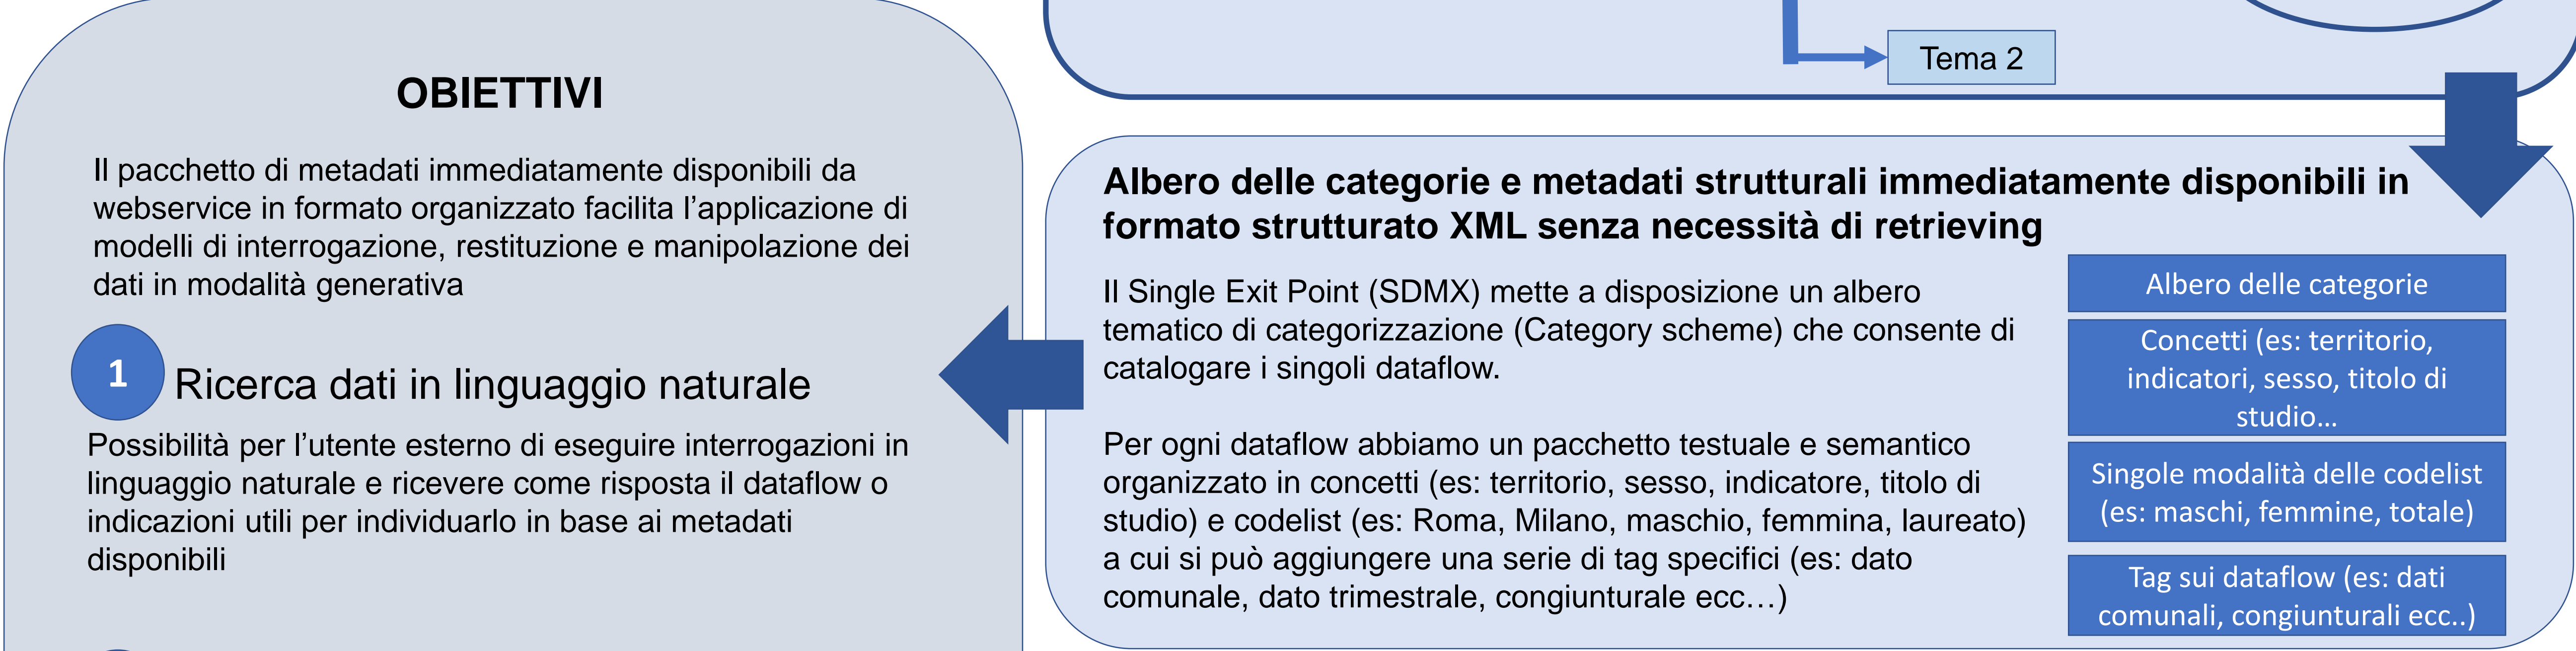 OBIETTIVI
Il pacchetto di metadati immediatamente disponibili da
webservice in formato organizzato facilita l’applicazione di
modelli di interrogazione, restituzione e manipolazione dei
dati in modalità generativa
1
Ricerca dati in linguaggio naturale
Possibilità per l’utente esterno di eseguire interrogazioni in
linguaggio naturale e ricevere come risposta il dataflow o
indicazioni utili per individuarlo in base ai metadati
disponibili
Tema 2
Albero delle categorie e metadati strutturali immediatamente disponibili in
formato strutturato XML senza necessità di retrieving
Il Single Exit Point (SDMX) mette a disposizione un albero
tematico di categorizzazione (Category scheme) che consente di
catalogare i singoli dataflow.
Per ogni dataflow abbiamo un pacchetto testuale e semantico
organizzato in concetti (es: territorio, sesso, indicatore, titolo di
studio) e codelist (es: Roma, Milano, maschio, femmina, laureato)
a cui si può aggiungere una serie di tag specifici (es: dato
comunale, dato trimestrale, congiunturale ecc…)
Albero delle categorie
Concetti (es: territorio,
indicatori, sesso, titolo di
studio…
Singole modalità delle codelist
(es: maschi, femmine, totale)
Tag sui dataflow (es: dati
comunali, congiunturali ecc..)